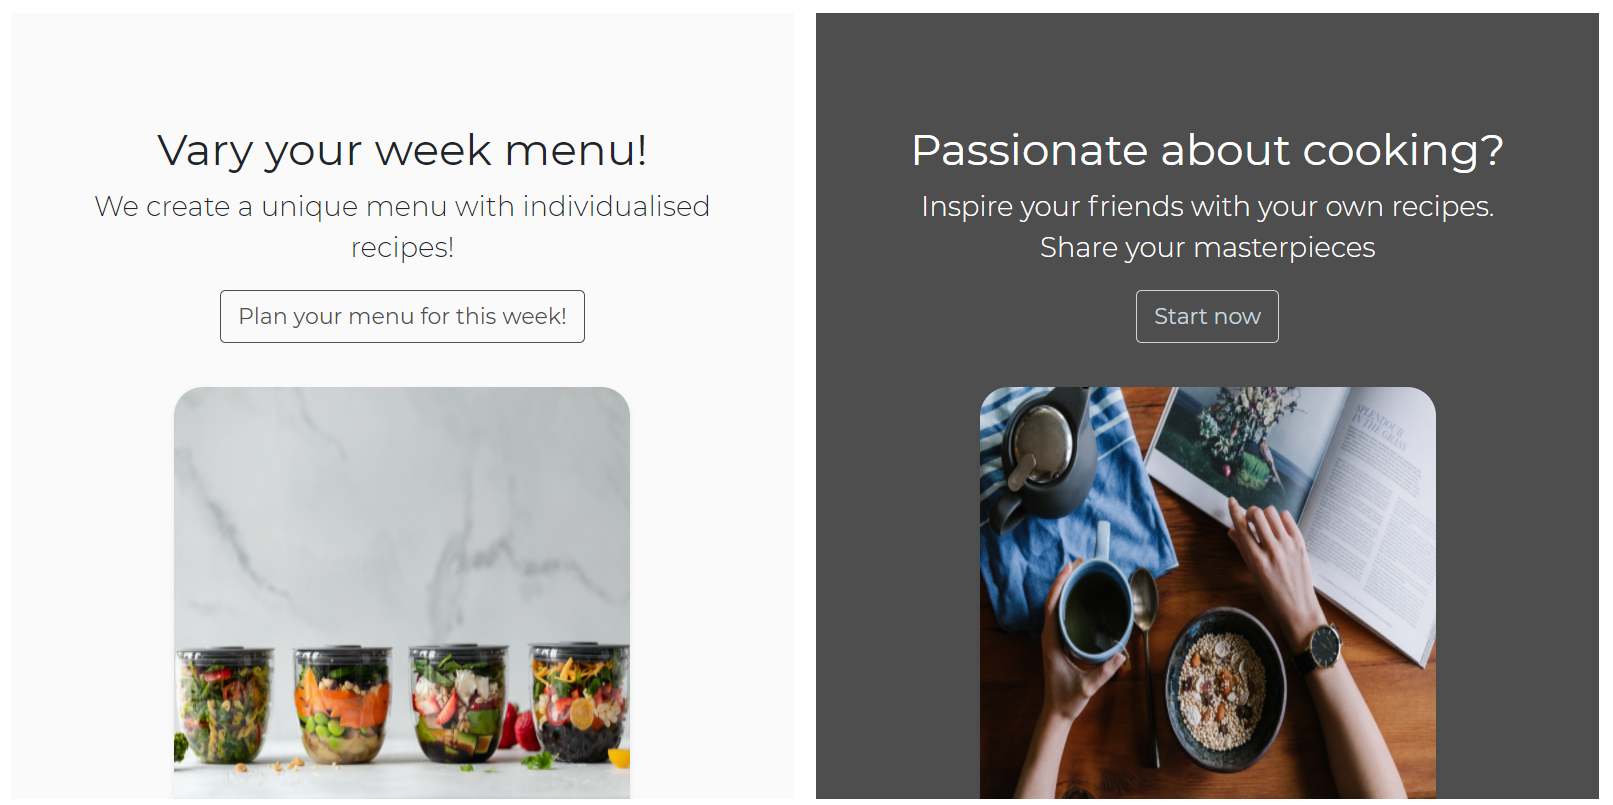 Vary your week menu!
We create a unique menu with individualised
recipes!
Plan your menu for this week!
Passionate about cooking?
Inspire your friends with your own recipes.
Share your masterpieces
Start now
SPLENDOUR
IN THE GRASS